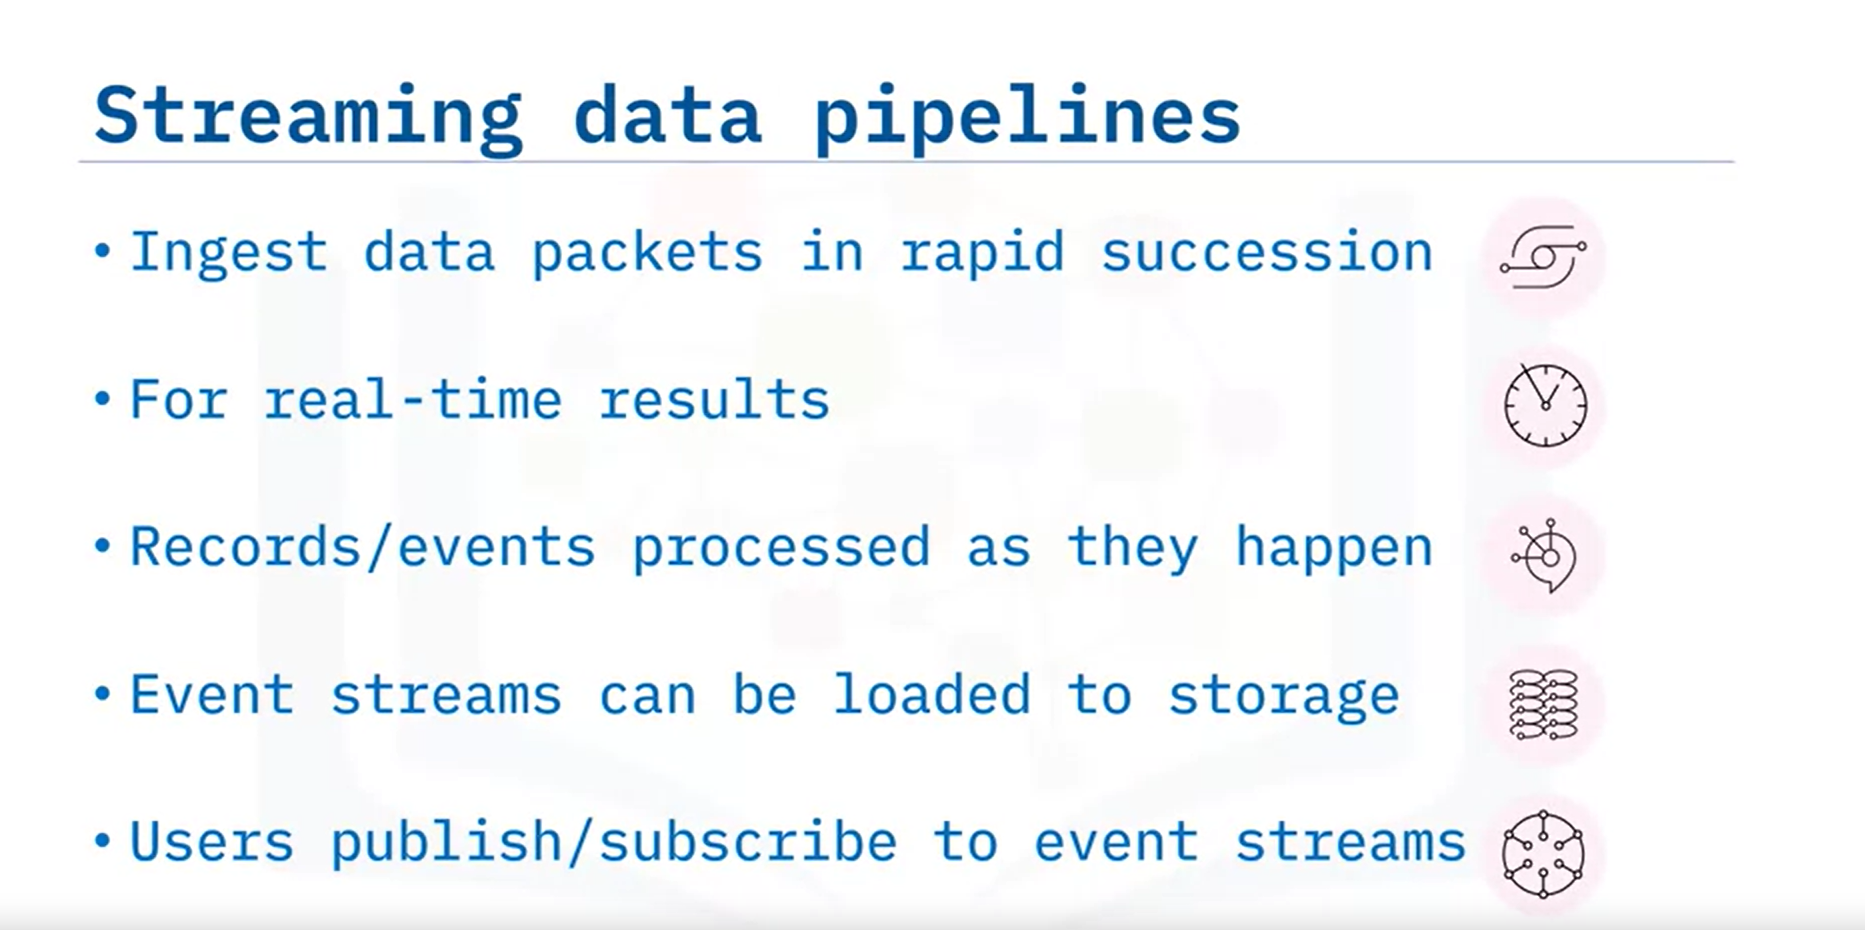 Streaming data pipelines
• Ingest data packets in rapid succession
• For real-time results
• Records/events processed as they happen
• Event streams can be loaded to storage
• Users publish/subscribe to event streams